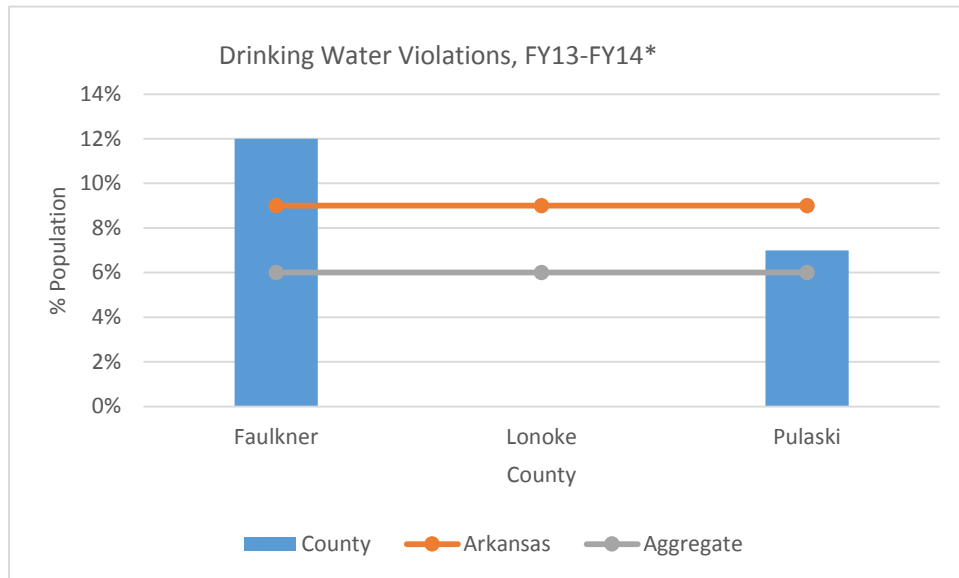 Drinking Water Violations, FY13-FY14*
14%
12%
10%
8%
6%
4%
2%
0%
% Population
Faulkner Lonoke Pulaski
County
County Arkansas Aggregate